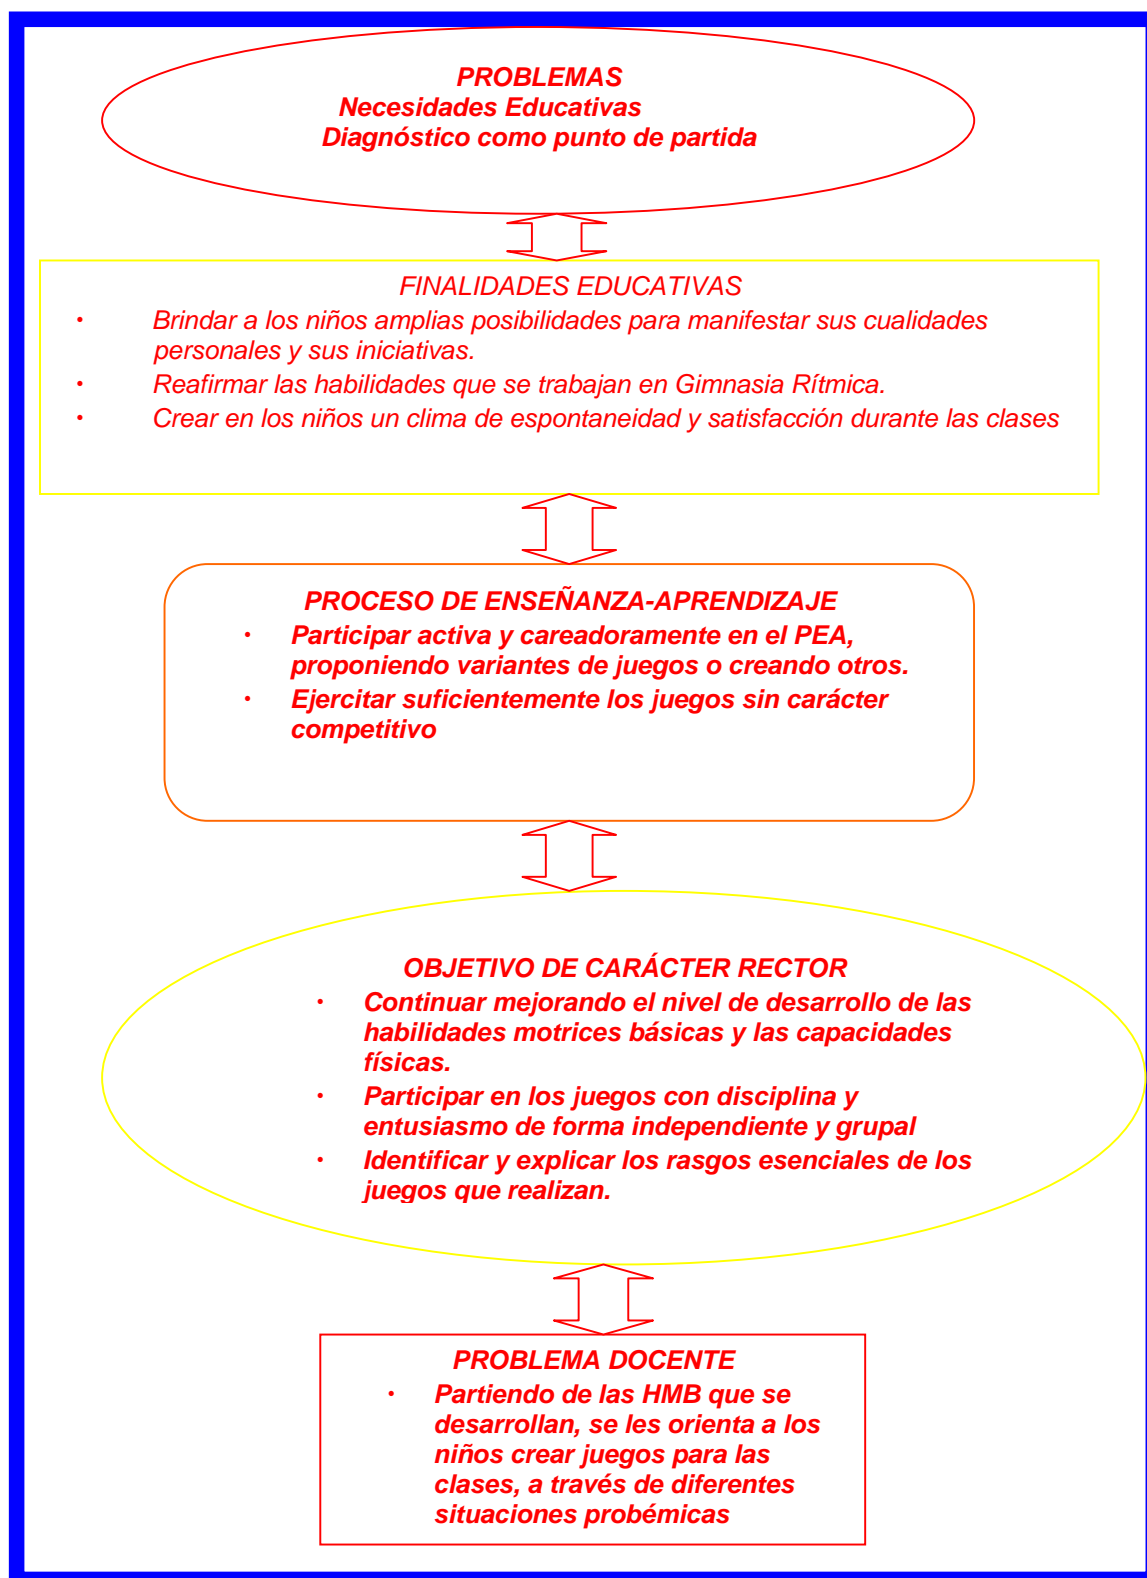 PROBLEMAS
Necesidades Educativas
Diagnóstico como punto de partida
FINALIDADES EDUCATIVAS
• Brindar a los niños amplias posibilidades para manifestar sus cualidades
personales y sus iniciativas.
• Reafirmar las habilidades que se trabajan en Gimnasia Rítmica.
• Crear en los niños un clima de espontaneidad y satisfacción durante las clases
PROCESO DE ENSEÑANZA-APRENDIZAJE
• Participar activa y careadoramente en el PEA,
proponiendo variantes de juegos o creando otros.
• Ejercitar suficientemente los juegos sin carácter
competitivo
OBJETIVO DE CARÁCTER RECTOR
• Continuar mejorando el nivel de desarrollo de las
habilidades motrices básicas y las capacidades
físicas.
• Participar en los juegos con disciplina y
entusiasmo de forma independiente y grupal
• Identificar y explicar los rasgos esenciales de los
juegos que realizan.
PROBLEMA DOCENTE
• Partiendo de las HMB que se
desarrollan, se les orienta a los
niños crear juegos para las
clases, a través de diferentes
situaciones probémicas